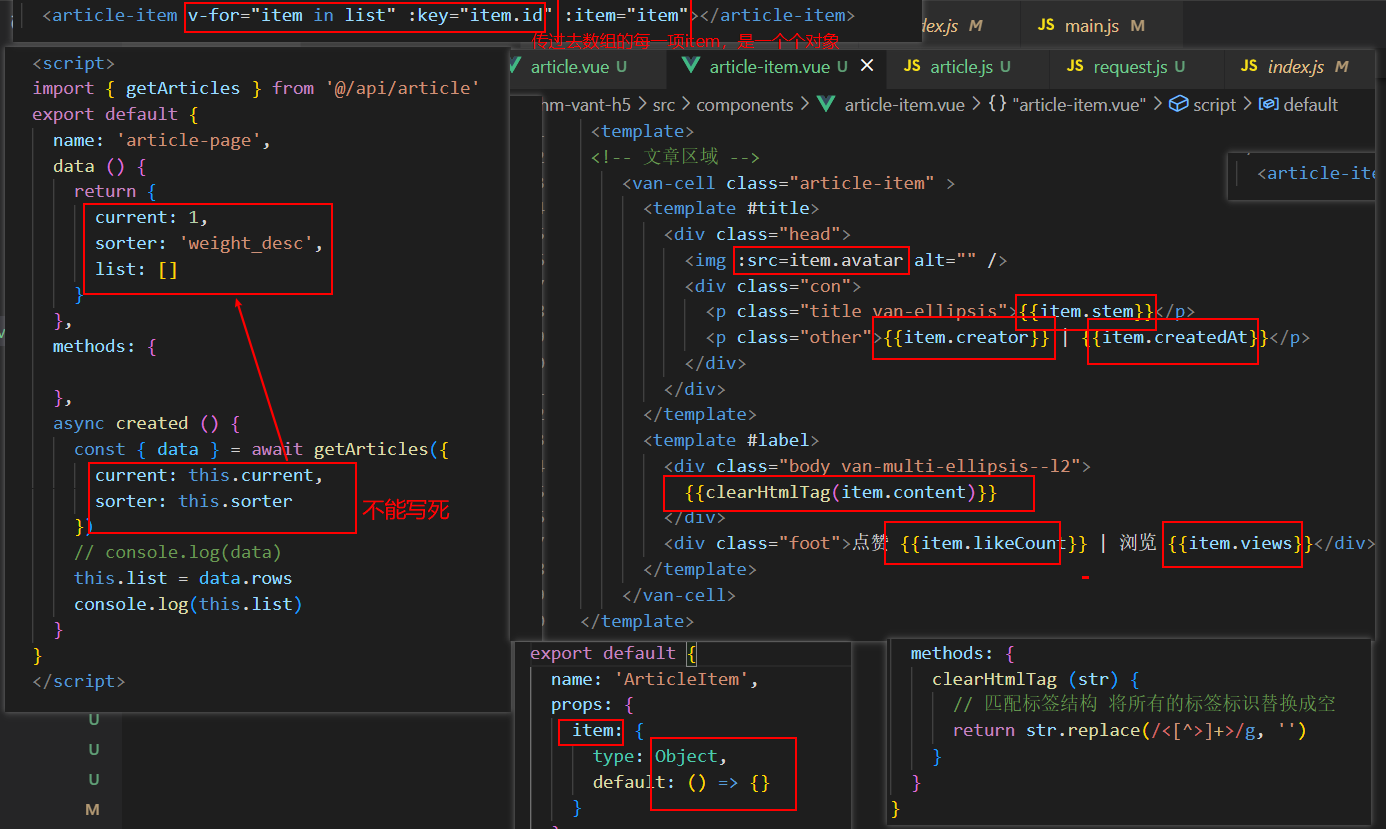 <article-item v-for="item in list" :key="item.id" :item="item"></article-item>
传过去数组的每一项item，是一个个对象
dex.js M
JS main.js M
<script>
import { getArticles } from '@/api/article'
export default {
name: 'article-page',
data () {
return {
current: 1,
sorter: 'weight_desc',
list: []
}
},
methods: {
},
async created () {
const { data } = await getArticles({
current: this.current,
sorter: this.sorter
})
不能写死
// console.log(data)
this.list = data.rows
console.log(this.list)
}
}
</script>
U
U
U
M
article.vue U
article-item.vue U
JS article.js U
JS request.js U
JS index.js M
hm-vant-h5 > src > components > article-item.vue > {} "article-item.vue" > script > default
<template>
<!-- 文章区域 -->
<van-cell class="article-item" >
<template #title>
<div class="head">
<img :src=item.avatar alt="" />
<div class="con">
<p class="title van-ellipsis">{{item.stem}}</p>
<p class="other">{{item.creator}} | {{item.createdAt}}</p>
</div>
</div>
</template>
<template #label>
<div class="body van-multi-ellipsis--l2">
{{clearHtmlTag(item.content)}}
</div>
<div class="foot">点赞 {{item.likeCount}} | 浏览 {{item.views}}</div>
</template>
</van-cell>
</template>
<article-ite
export default {
name: 'ArticleItem',
props: {
item: {
type: Object,
default: () => {}
}
methods: {
clearHtmlTag (str) {
// 匹配标签结构 将所有的标签标识替换成空
return str.replace(/<[^>]+>/g, '')
}
}
}